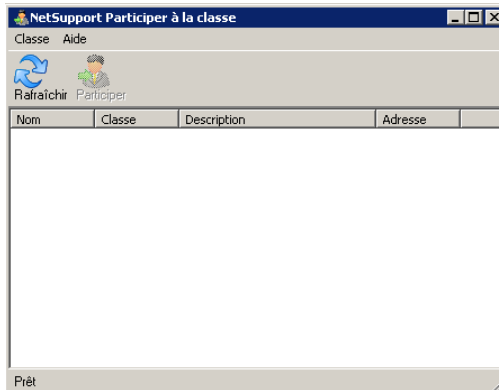 NetSupport Participer à la classe
Classe Aide
Rafraîchir Participer
Nom Classe Description Adresse
Prêt